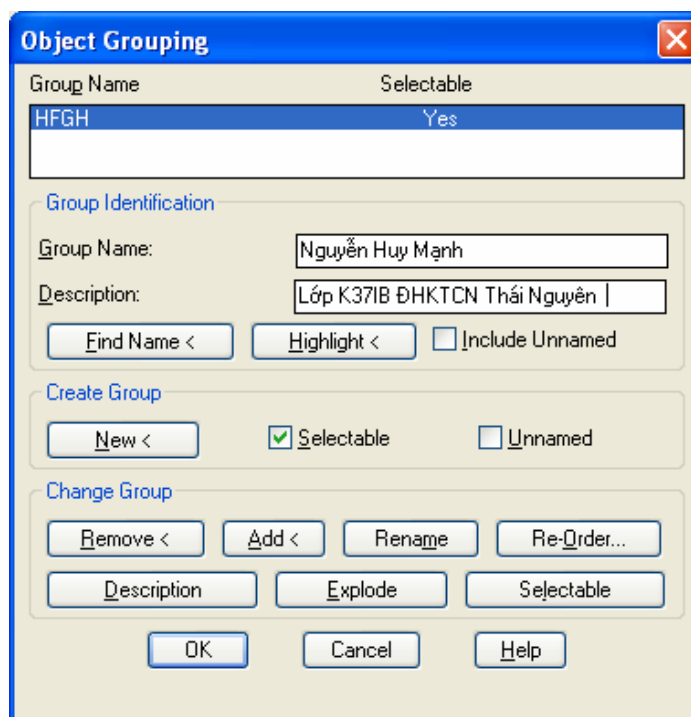 Object Grouping
Group Name Selectable
HFGH Yes
Group Identification
Group Name: Nguyễn Huy Mạnh
Description: Lớp K37IB ĐHKTCN Thái Nguyên
Find Name < Highlight < Include Unnamed
Create Group
New < Selectable Unnamed
Change Group
Remove < Add < Rename Re-Order...
Description Explode Selectable
OK Cancel Help